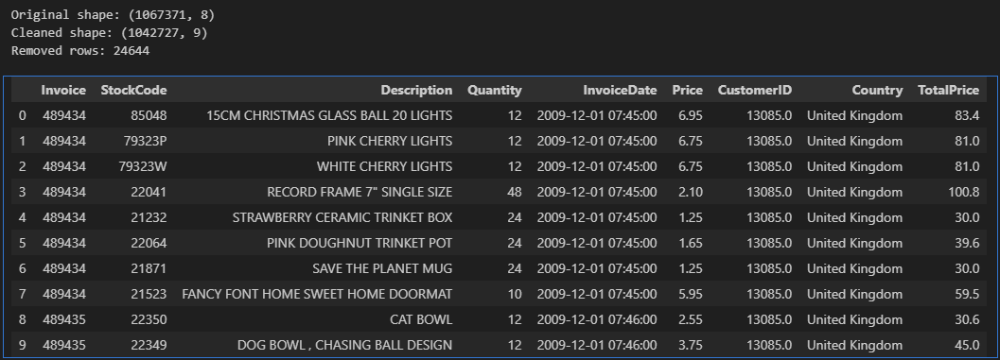 Original shape: (1067371, 8)
Cleaned shape: (1042727, 9)
Removed rows: 24644
Invoice StockCode Description Quantity InvoiceDate Price CustomerID Country TotalPrice
0 489434 85048 15CM CHRISTMAS GLASS BALL 20 LIGHTS 12 2009-12-01 07:45:00 6.95 13085.0 United Kingdom 83.4
1 489434 79323P PINK CHERRY LIGHTS 12 2009-12-01 07:45:00 6.75 13085.0 United Kingdom 81.0
2 489434 79323W WHITE CHERRY LIGHTS 12 2009-12-01 07:45:00 6.75 13085.0 United Kingdom 81.0
3 489434 22041 RECORD FRAME 7" SINGLE SIZE 48 2009-12-01 07:45:00 2.10 13085.0 United Kingdom 100.8
4 489434 21232 STRAWBERRY CERAMIC TRINKET BOX 24 2009-12-01 07:45:00 1.25 13085.0 United Kingdom 30.0
5 489434 22064 PINK DOUGHNUT TRINKET POT 24 2009-12-01 07:45:00 1.65 13085.0 United Kingdom 39.6
6 489434 21871 SAVE THE PLANET MUG 24 2009-12-01 07:45:00 1.25 13085.0 United Kingdom 30.0
7 489434 21523 FANCY FONT HOME SWEET HOME DOORMAT 10 2009-12-01 07:45:00 5.95 13085.0 United Kingdom 59.5
8 489435 22350 CAT BOWL 12 2009-12-01 07:46:00 2.55 13085.0 United Kingdom 30.6
9 489435 22349 DOG BOWL , CHASING BALL DESIGN 12 2009-12-01 07:46:00 3.75 13085.0 United Kingdom 45.0